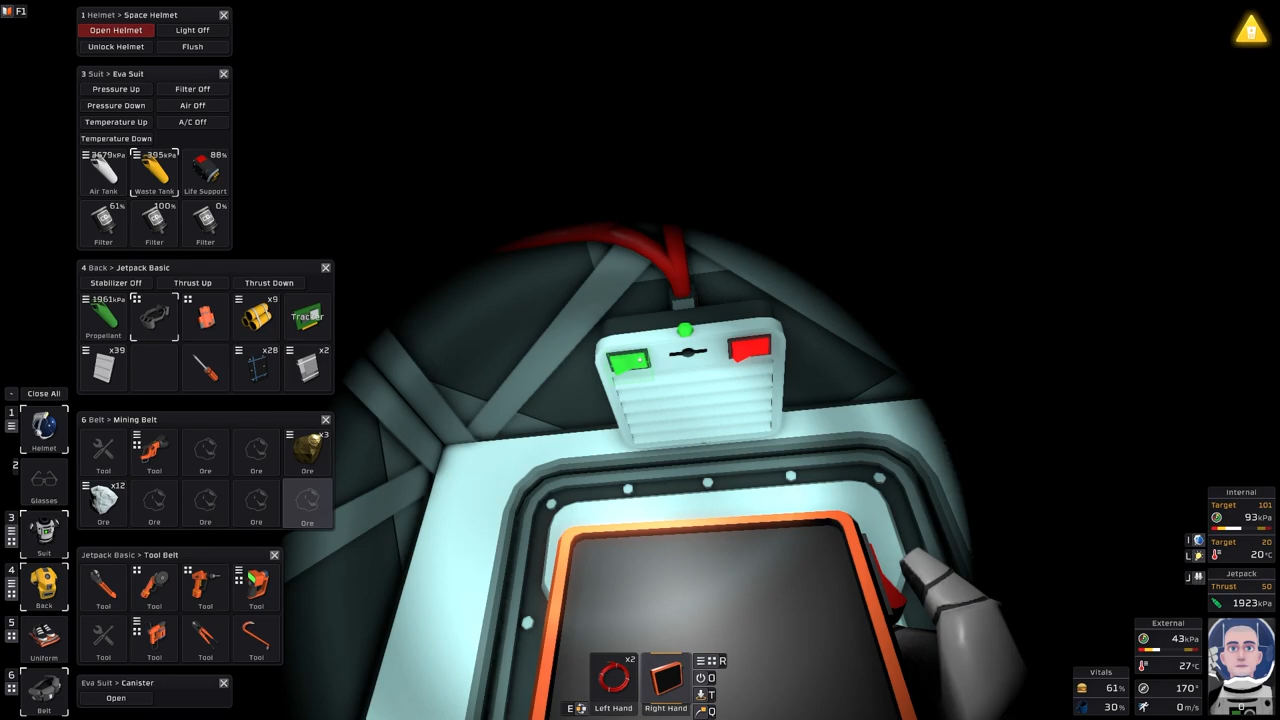 F1
1 Helmet > Space Helmet
Open Helmet
Light Off
Unlock Helmet
Flush
3 Suit > Eva Suit
Pressure Up
Filter Off
Pressure Down
Air Off
Temperature Up
A/C Off
Temperature Down
3679kPa
395kPa
88%
Air Tank
Waste Tank
Life Support
61%
100%
0%
Filter
Filter
Filter
4 Back > Jetpack Basic
Stabilizer Off
Thrust Up
Thrust Down
1961kPa
x9
Tracker
Propellant
x39
x28
x2
Close All
6 Belt > Mining Belt
x3
Tool
Tool
Ore
Ore
Ore
x12
Ore
Ore
Ore
Ore
Ore
Jetpack Basic > Tool Belt
Tool
Tool
Tool
Tool
Tool
Tool
Tool
Tool
Eva Suit > Canister
Open
1
Helmet
2
Glasses
3
Suit
4
Back
5
Uniform
6
Belt
x2
E
Left Hand
Right Hand
R
O
T
Q
Internal
Target 101
93kPa
Target 20
20°C
I
L
J
Jetpack
Thrust 50
1923kPa
External
43kPa
27°C
170°
0m/s
Vitals
61%
30%